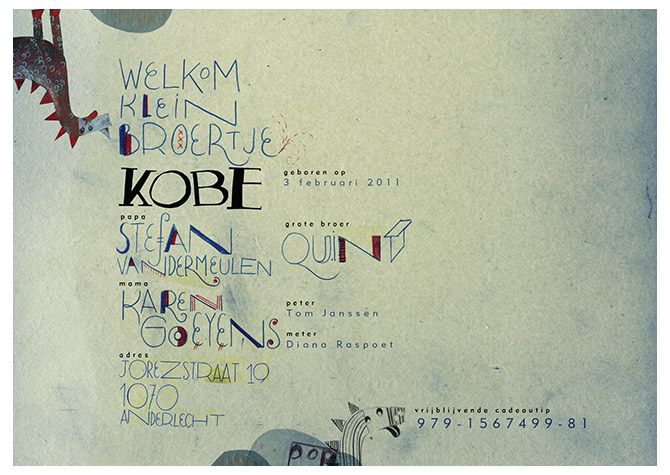 WELKOM
KLEIN
BROERTJE
KOBE
geboren op
3 februari 2011
papa
STEFAN
VANDERMEULEN
grote broer
QUINT
mama
KAREN
GOEYENS
peter
Tom Janssen
meter
Diana Raspoet
adres
JOREZSTRAAT 19
1070
ANDERLECHT
vrijblijvende cadeautip
979-1567499-81